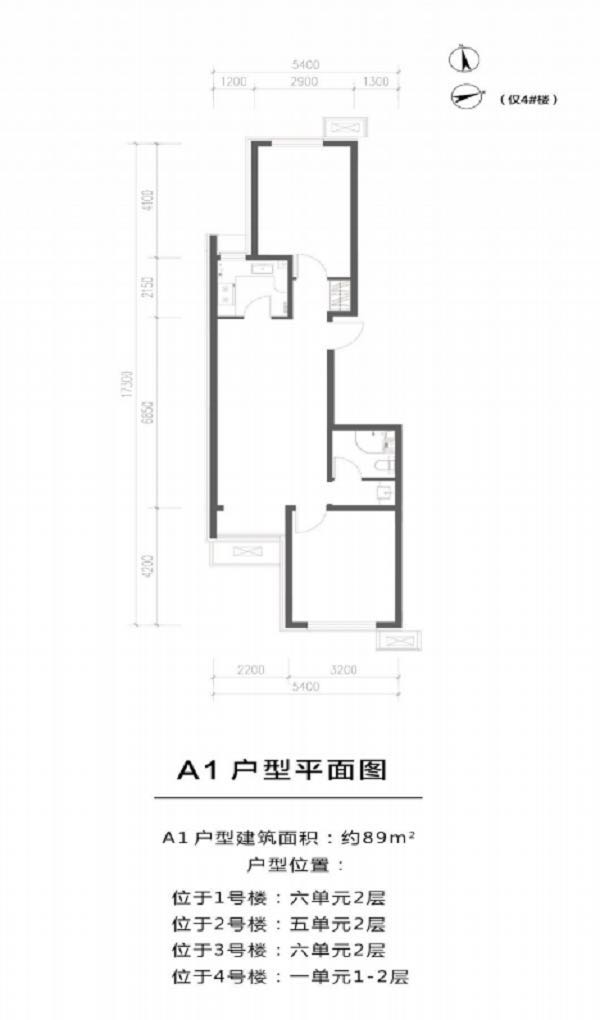 5400
1200 2900 1300
（仅4#楼）
4100
2150
17300
6850
4200
2200 3200
5400
A1 户型平面图
A1 户型建筑面积：约89m²
户型位置：
位于1号楼：六单元2层
位于2号楼：五单元2层
位于3号楼：六单元2层
位于4号楼：一单元1-2层